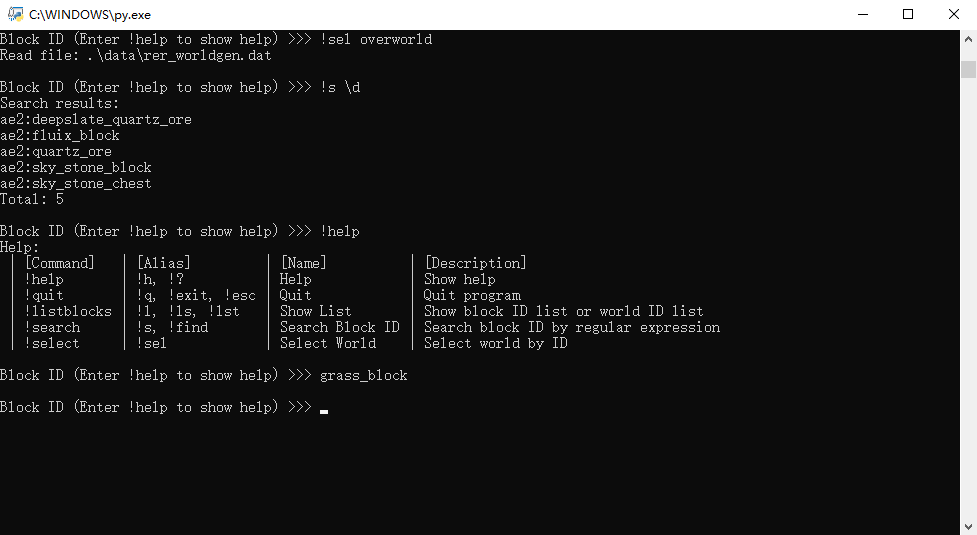 C:\WINDOWS\py.exe
Block ID (Enter !help to show help) >>> !sel overworld
Read file: .\data\rer_worldgen.dat
Block ID (Enter !help to show help) >>> !s \d
Search results:
ae2:deepslate_quartz_ore
ae2:fluix_block
ae2:quartz_ore
ae2:sky_stone_block
ae2:sky_stone_chest
Total: 5
Block ID (Enter !help to show help) >>> !help
Help:
| [Command] | [Alias] | [Name] | [Description]
| !help | !h, !? | Help | Show help
| !quit | !q, !exit, !esc | Quit | Quit program
| !listblocks | !l, !ls, !lst | Show List | Show block ID list or world ID list
| !search | !s, !find | Search Block ID | Search block ID by regular expression
| !select | !sel | Select World | Select world by ID
Block ID (Enter !help to show help) >>> grass_block
Block ID (Enter !help to show help) >>>